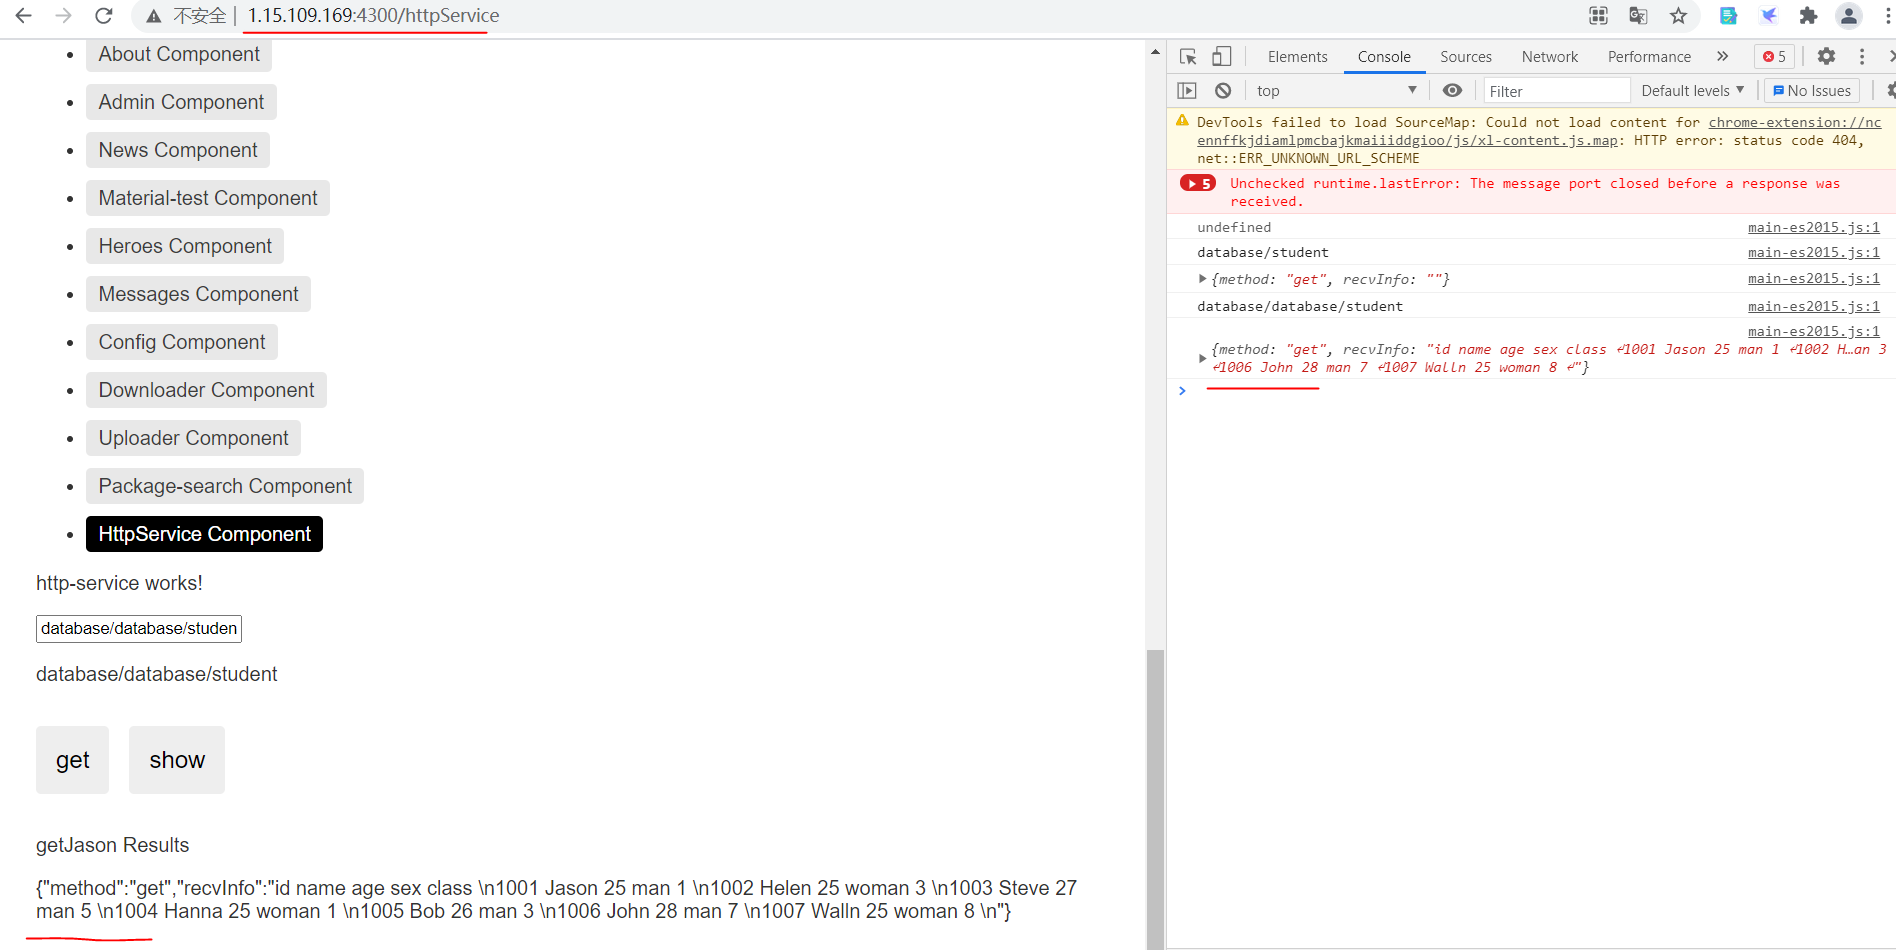 不安全 | 1.15.109.169:4300/httpService
About Component
Admin Component
News Component
Material-test Component
Heroes Component
Messages Component
Config Component
Downloader Component
Uploader Component
Package-search Component
HttpService Component
http-service works!
database/database/studen
database/database/student
get show
getJason Results
{"method":"get","recvInfo":"id name age sex class \n1001 Jason 25 man 1 \n1002 Helen 25 woman 3 \n1003 Steve 27
man 5 \n1004 Hanna 25 woman 1 \n1005 Bob 26 man 3 \n1006 John 28 man 7 \n1007 Walln 25 woman 8 \n"}
Elements Console Sources Network Performance » 5
top Filter Default levels No Issues
DevTools failed to load SourceMap: Could not load content for chrome-extension://nc
ennffkjdiamlpmcbajkmaiiiddgioo/js/xl-content.js.map: HTTP error: status code 404,
net::ERR_UNKNOWN_URL_SCHEME
5 Unchecked runtime.lastError: The message port closed before a response was
received.
undefined main-es2015.js:1
database/student main-es2015.js:1
{method: "get", recvInfo: ""} main-es2015.js:1
database/database/student main-es2015.js:1
main-es2015.js:1
{method: "get", recvInfo: "id name age sex class ↵1001 Jason 25 man 1 ↵1002 H…an 3
↵1006 John 28 man 7 ↵1007 Walln 25 woman 8 ↵"}